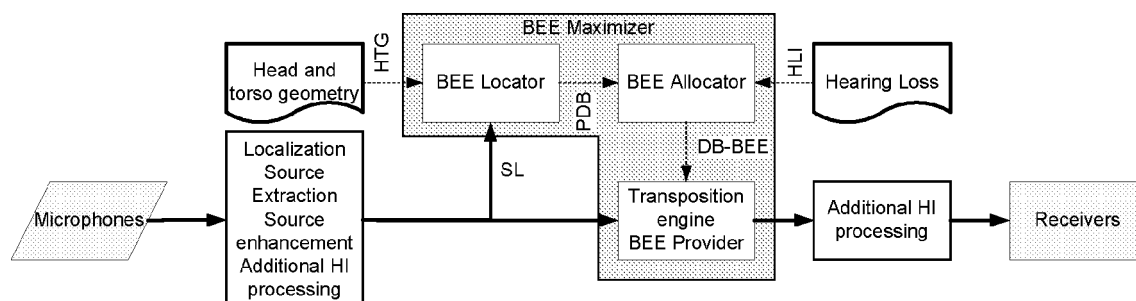 BEE Maximizer
Head and
torso geometry
HTG
BEE Locator
PDB
BEE Allocator
HLI
Hearing Loss
Microphones
Localization
Source
Extraction
Source
enhancement
Additional HI
processing
SL
DB-BEE
Transposition
engine
BEE Provider
Additional HI
processing
Receivers